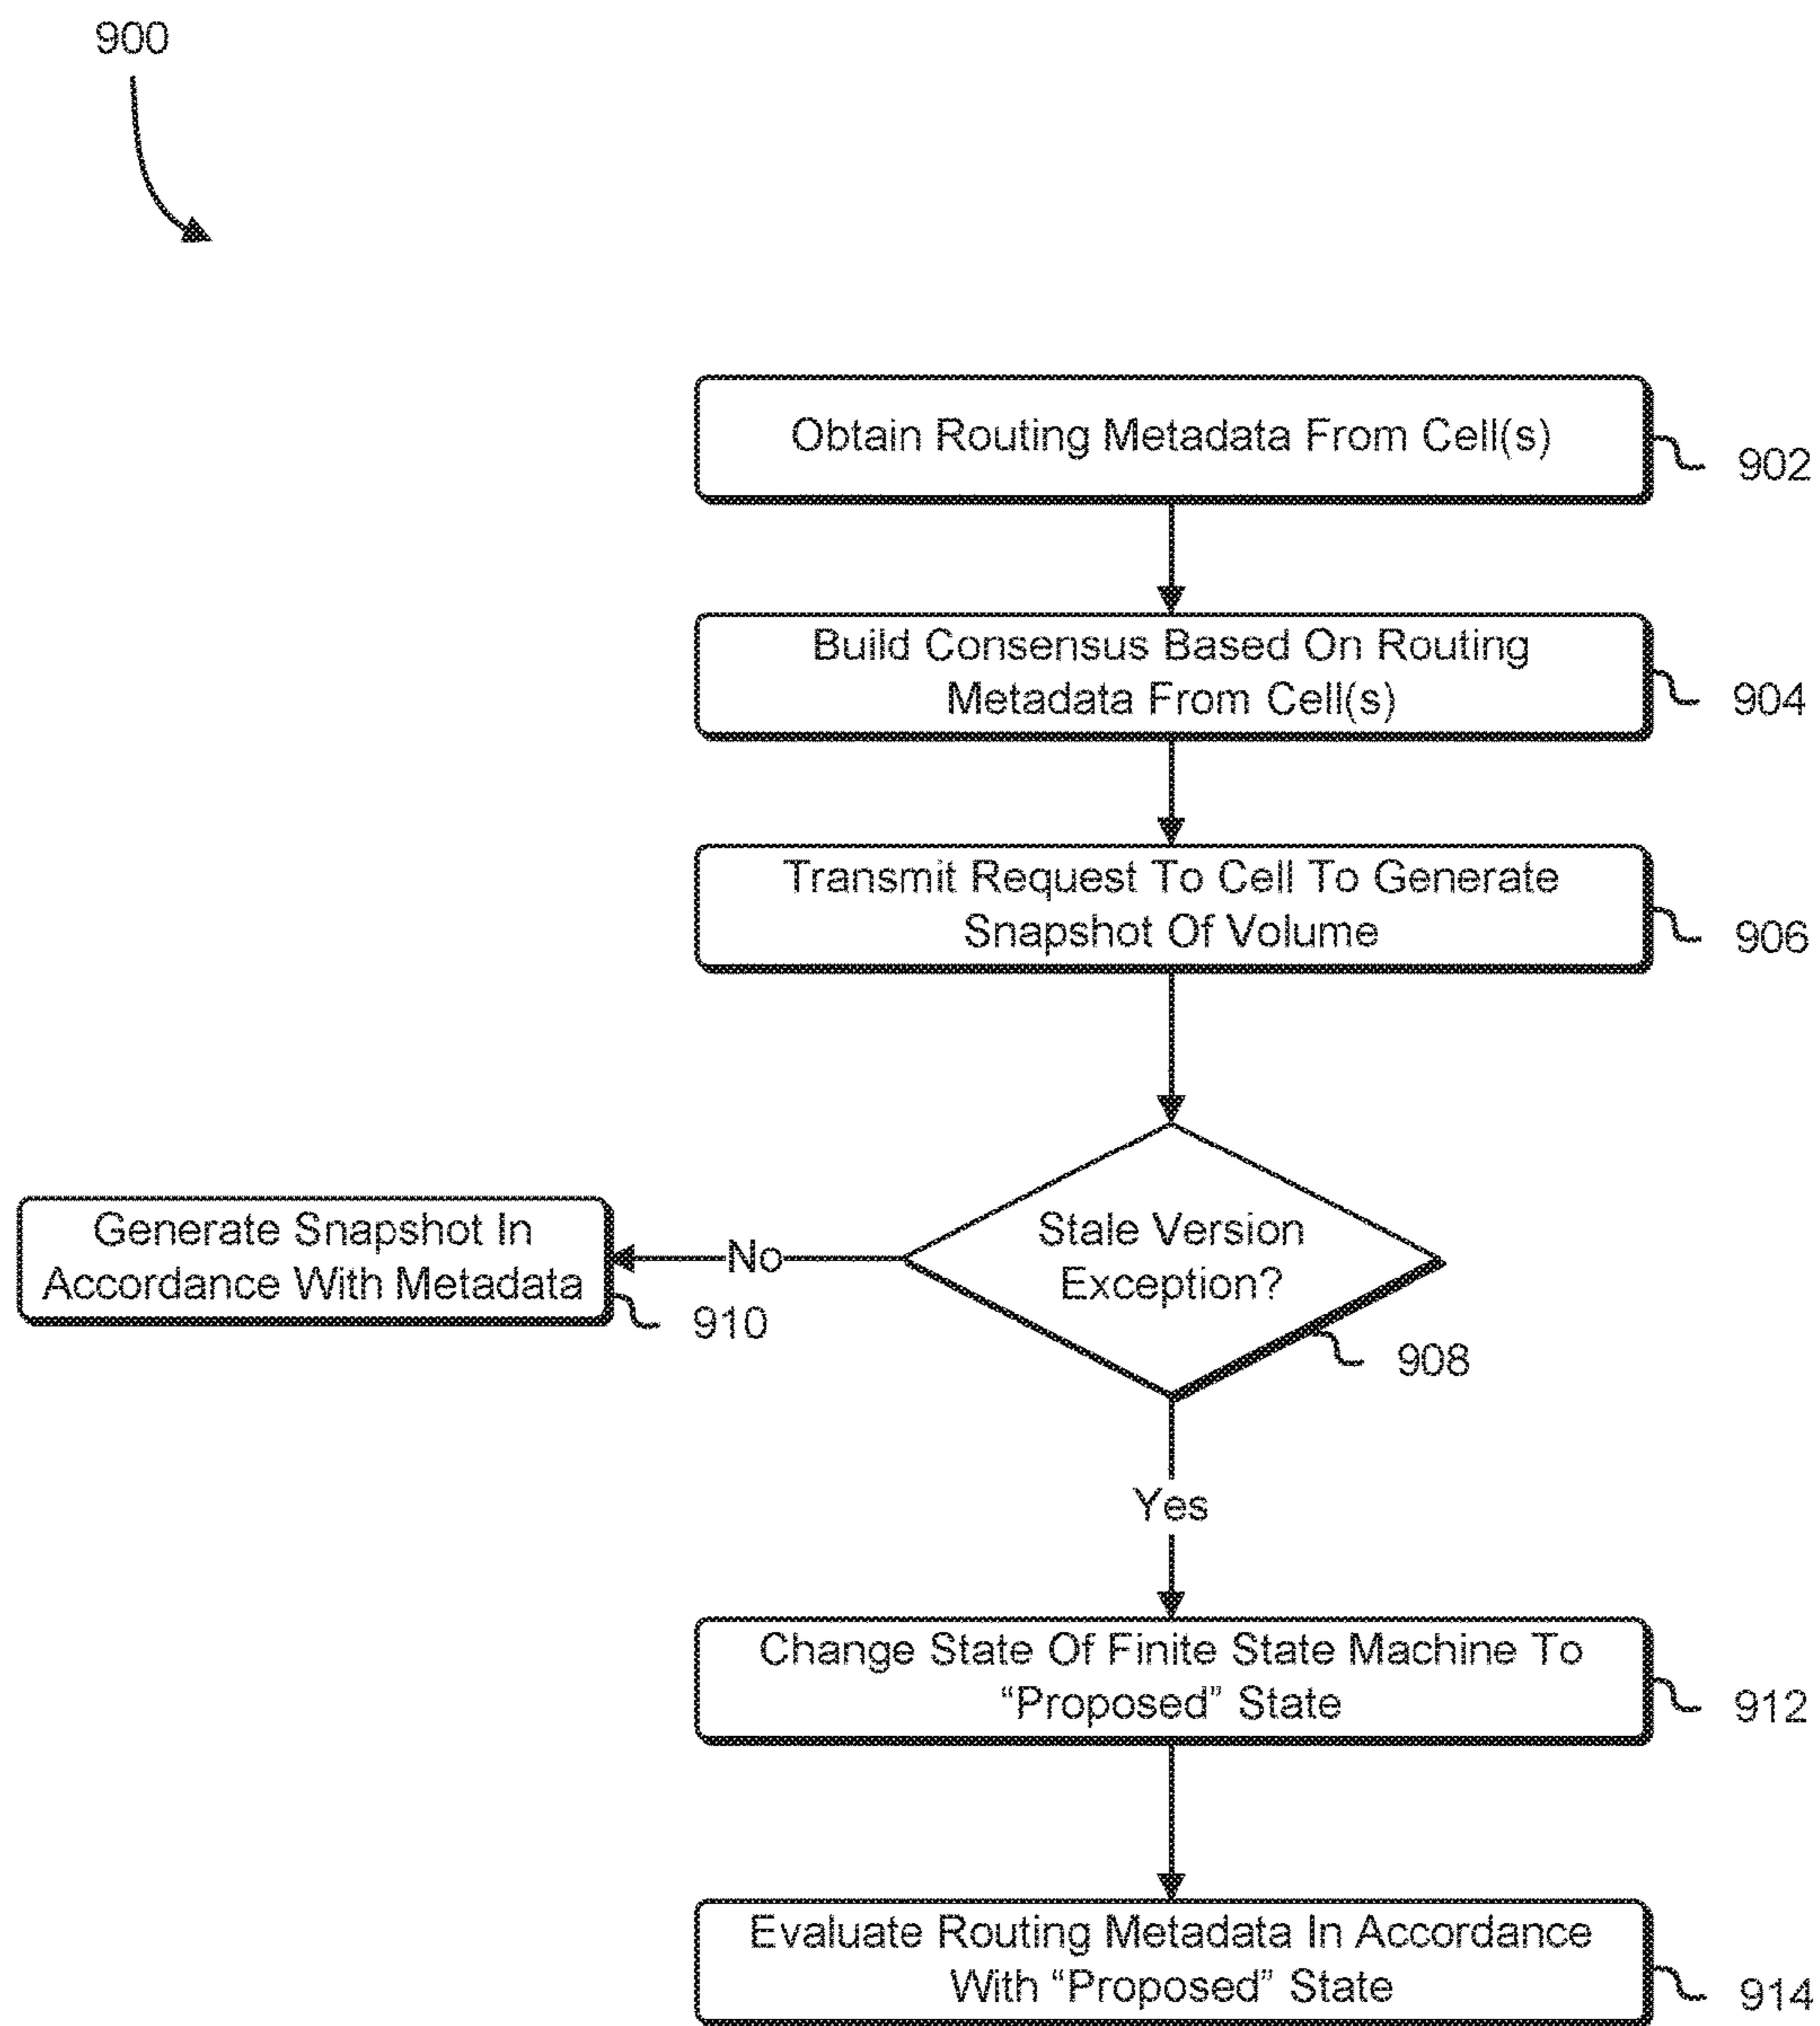 900
Obtain Routing Metadata From Cell(s)
902
Build Consensus Based On Routing
Metadata From Cell(s)
904
Transmit Request To Cell To Generate
Snapshot Of Volume
906
Stale Version
Exception?
908
No
Generate Snapshot In
Accordance With Metadata
910
Yes
Change State Of Finite State Machine To
“Proposed” State
912
Evaluate Routing Metadata In Accordance
With “Proposed” State
914